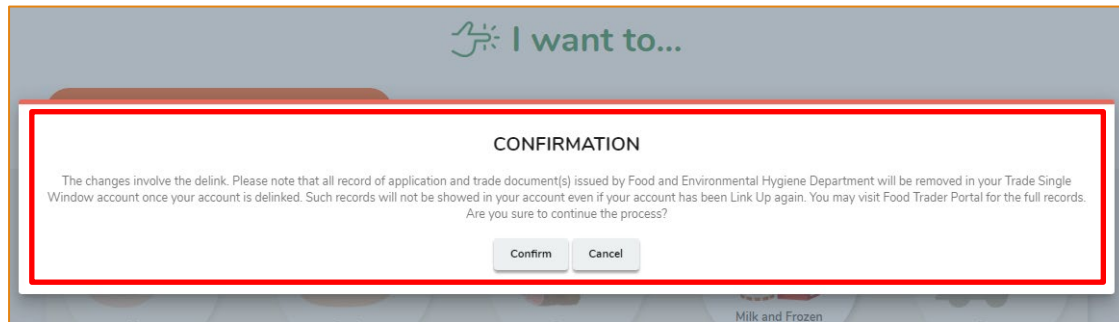 I want to...
CONFIRMATION
The changes involve the delink. Please note that all record of application and trade document(s) issued by Food and Environmental Hygiene Department will be removed in your Trade Single
Window account once your account is delinked. Such records will not be showed in your account even if your account has been Link Up again. You may visit Food Trader Portal for the full records.
Are you sure to continue the process?
Confirm Cancel
Milk and Frozen